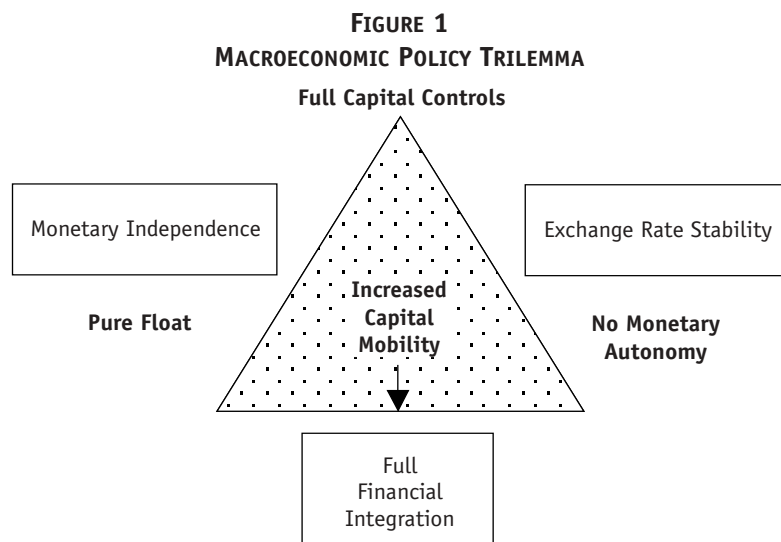 FIGURE 1
MACROECONOMIC POLICY TRILEMMA
Full Capital Controls
Monetary Independence
Exchange Rate Stability
Increased
Capital
Mobility
Pure Float
No Monetary
Autonomy
Full
Financial
Integration